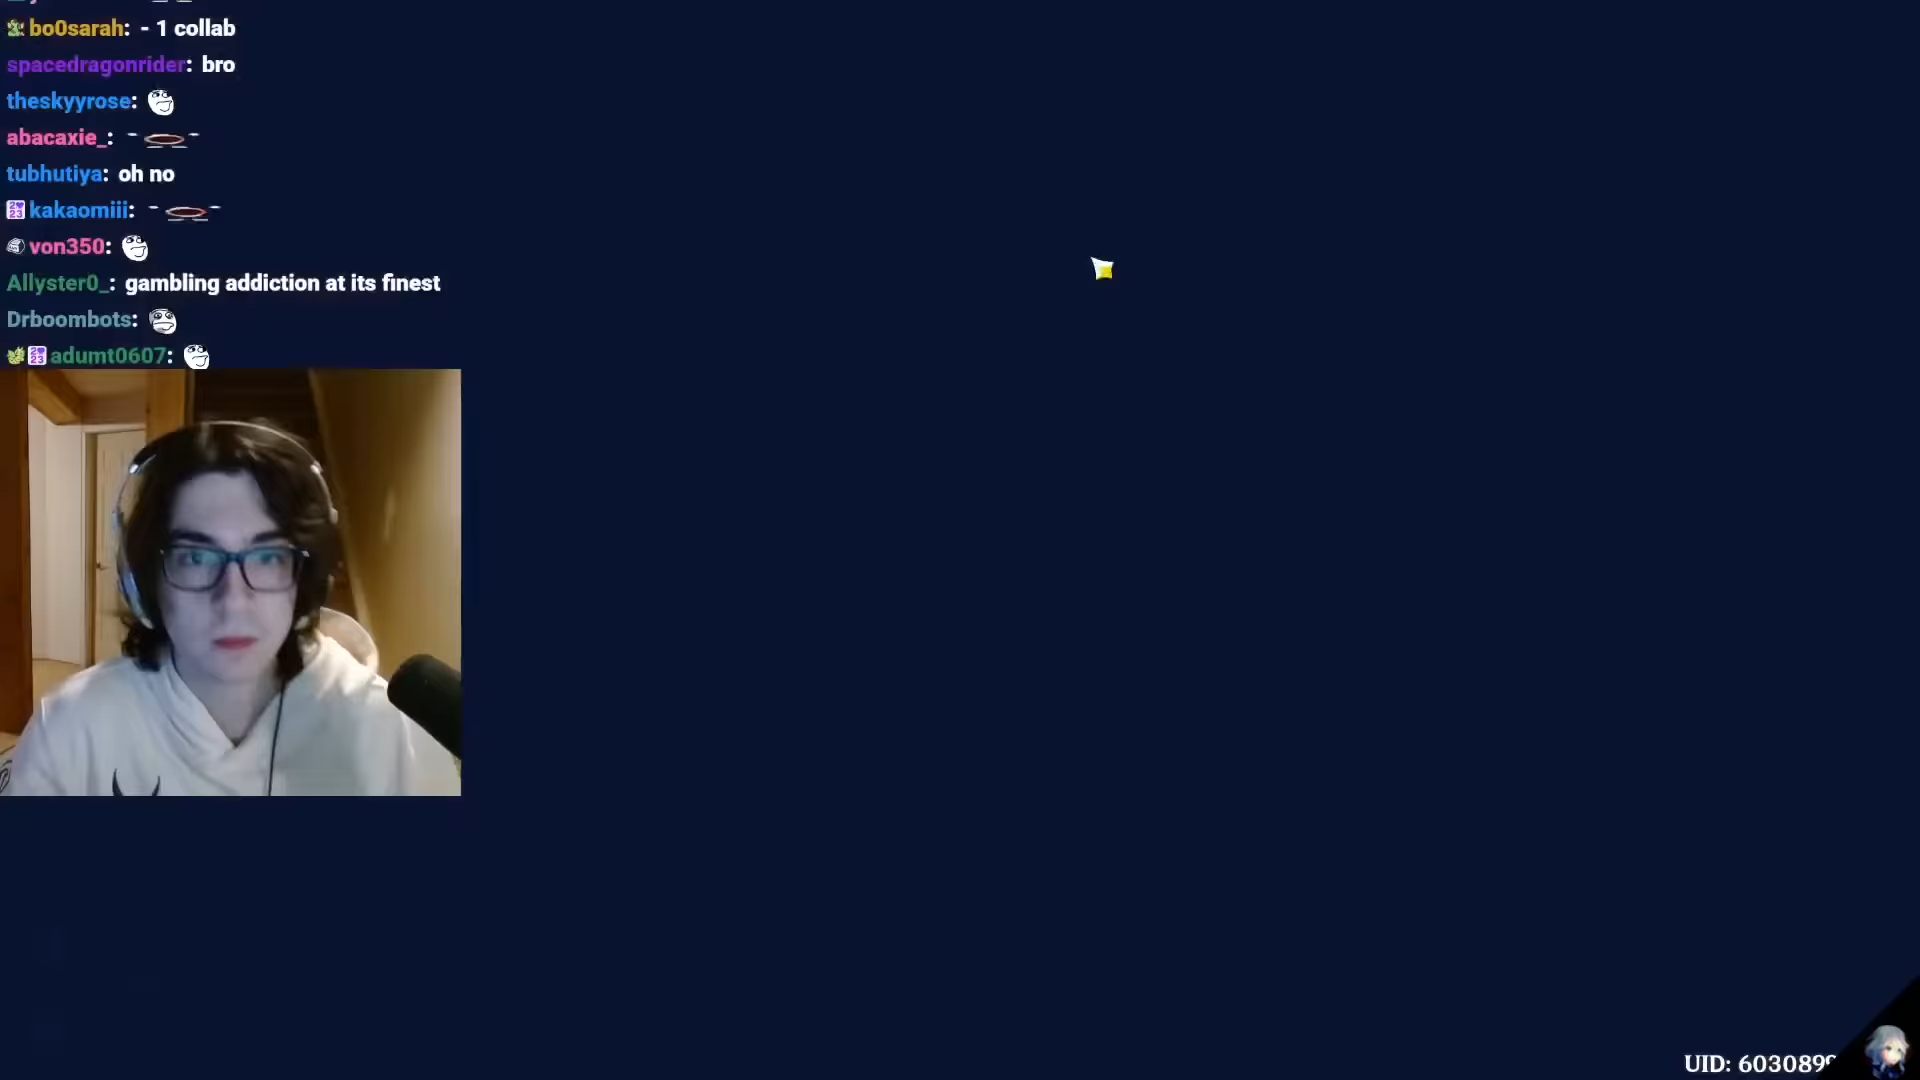 bo0sarah: - 1 collab
spacedragonrider: bro
theskyyrose:
abacaxie_:
tubhutiya: oh no
kakaomiii:
von350:
Allyster0_: gambling addiction at its finest
Drboombots:
adumt0607:
UID: 6030899